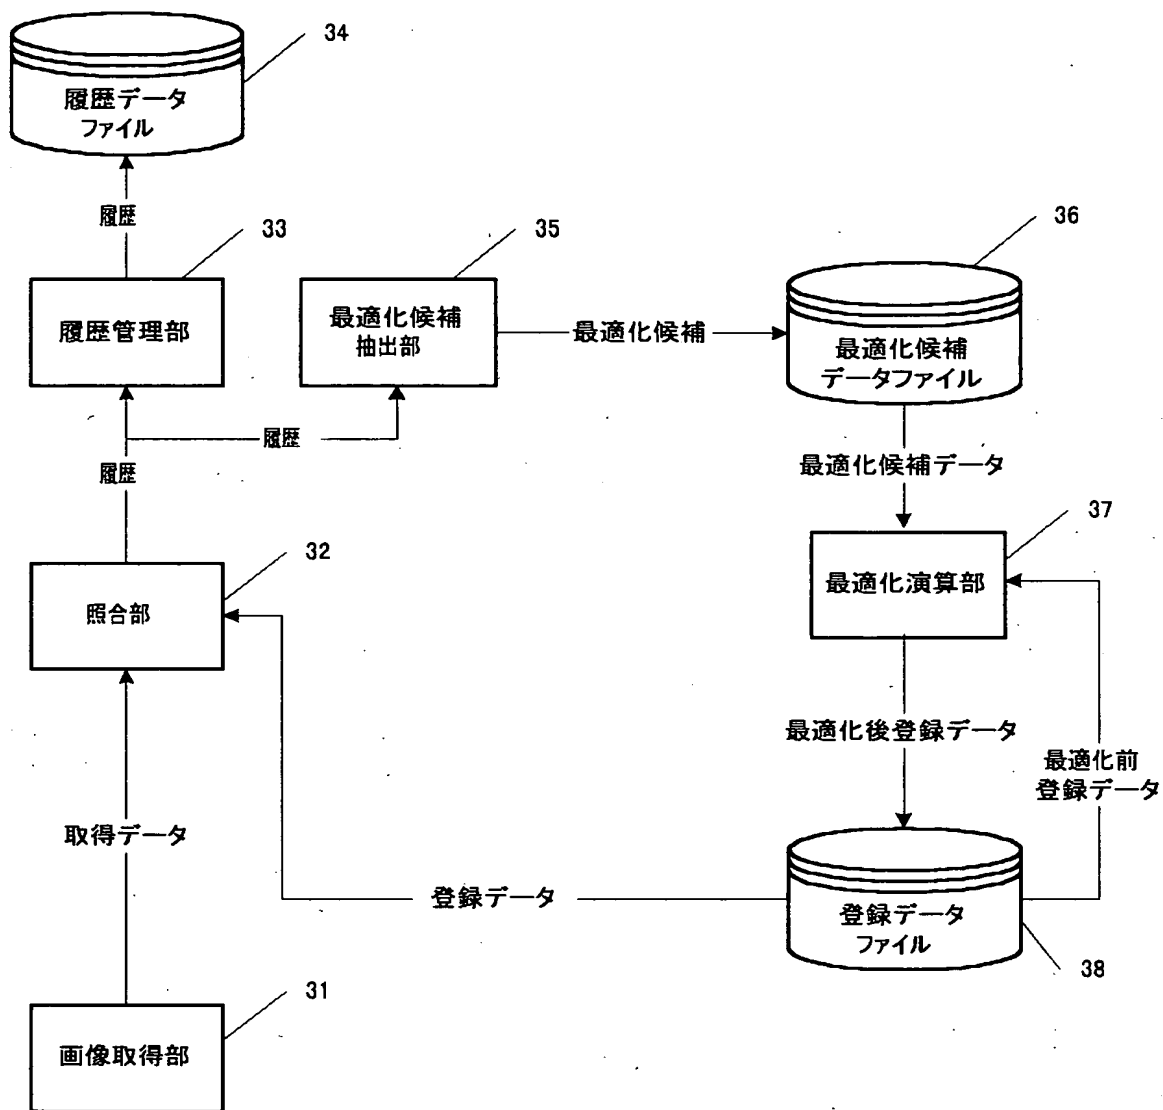 34
履歴データ
ファイル
履歴
33
35
36
履歴管理部
最適化候補
抽出部
最適化候補
最適化候補
データファイル
履歴
履歴
最適化候補データ
37
32
最適化演算部
照合部
最適化後登録データ
最適化前
登録データ
取得データ
登録データ
登録データ
ファイル
38
31
画像取得部